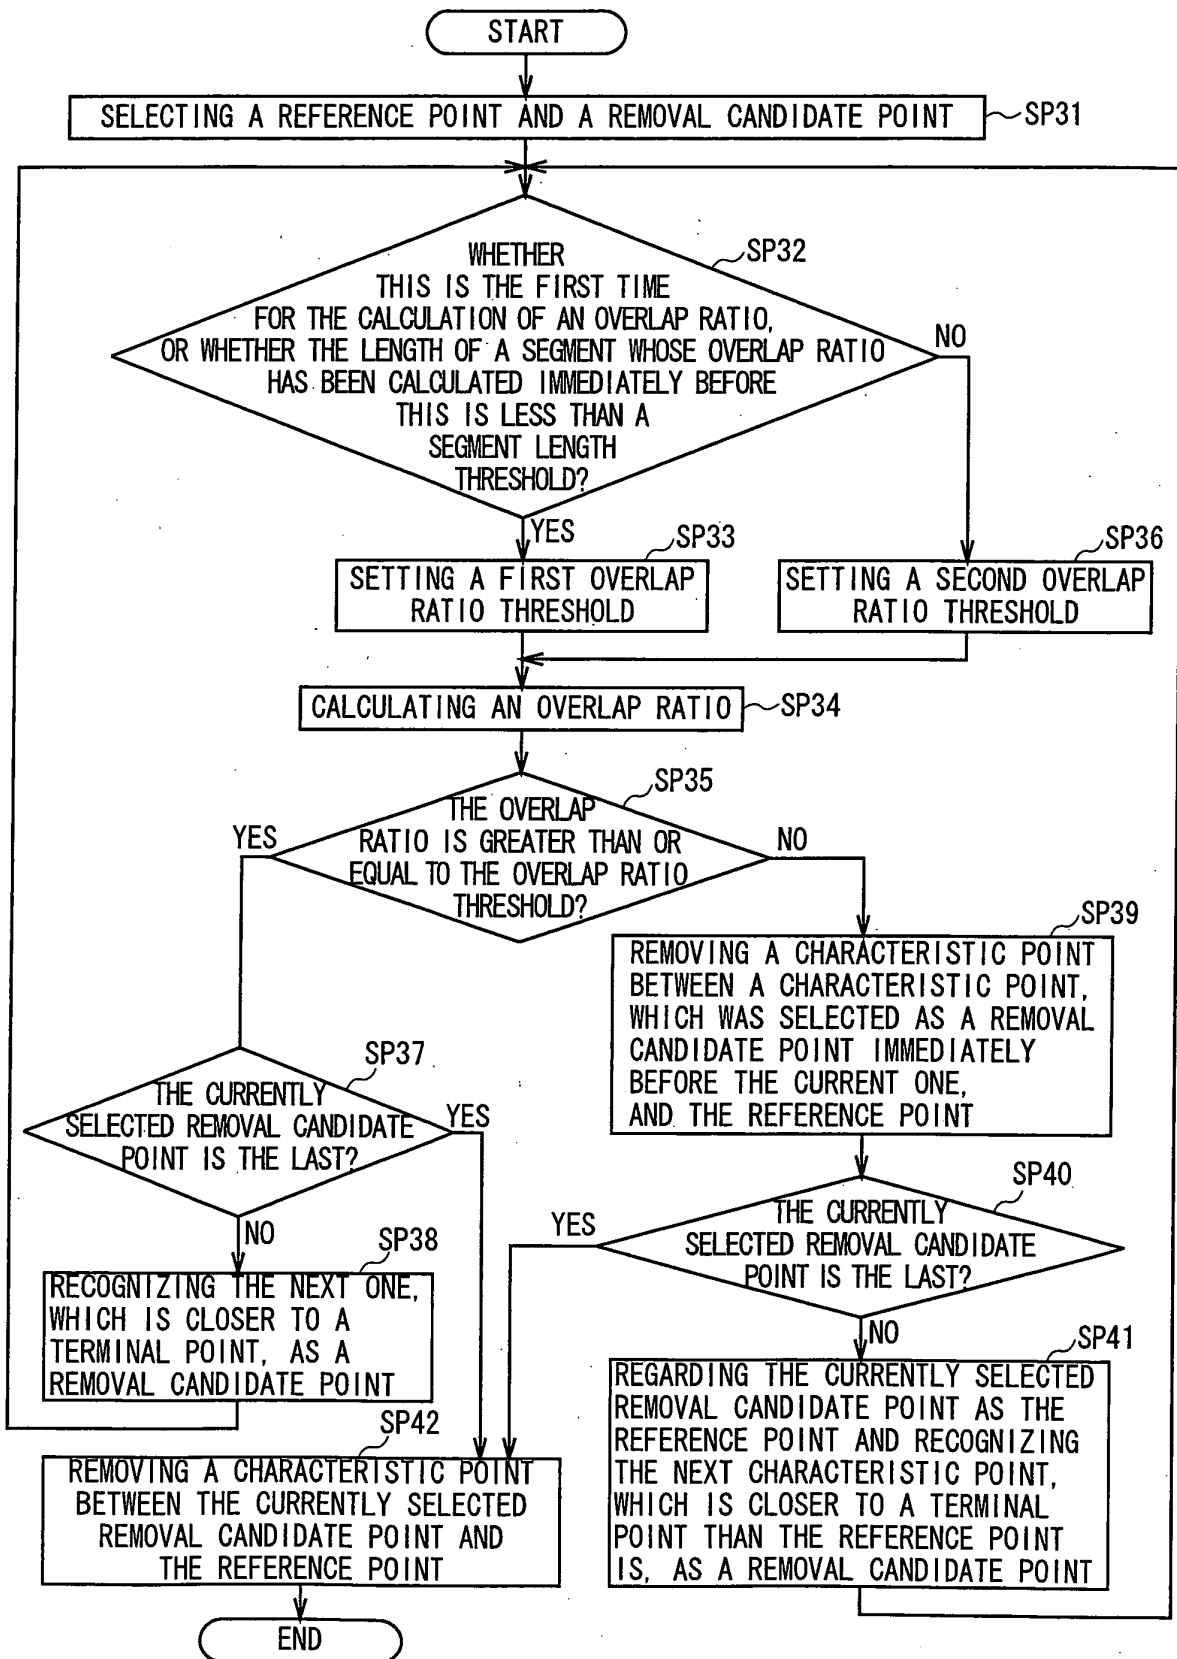 START
SELECTING A REFERENCE POINT AND A REMOVAL CANDIDATE POINT
SP31
SP32
WHETHER
THIS IS THE FIRST TIME
FOR THE CALCULATION OF AN OVERLAP RATIO,
OR WHETHER THE LENGTH OF A SEGMENT WHOSE OVERLAP RATIO
HAS BEEN CALCULATED IMMEDIATELY BEFORE
THIS IS LESS THAN A
SEGMENT LENGTH
THRESHOLD?
NO
YES
SP33
SETTING A FIRST OVERLAP
RATIO THRESHOLD
SP36
SETTING A SECOND OVERLAP
RATIO THRESHOLD
CALCULATING AN OVERLAP RATIO
SP34
SP35
THE OVERLAP
RATIO IS GREATER THAN OR
EQUAL TO THE OVERLAP RATIO
THRESHOLD?
YES
NO
SP39
REMOVING A CHARACTERISTIC POINT
BETWEEN A CHARACTERISTIC POINT,
WHICH WAS SELECTED AS A REMOVAL
CANDIDATE POINT IMMEDIATELY
BEFORE THE CURRENT ONE,
AND THE REFERENCE POINT
SP37
THE CURRENTLY
SELECTED REMOVAL CANDIDATE
POINT IS THE LAST?
YES
NO
SP40
THE CURRENTLY
SELECTED REMOVAL CANDIDATE
POINT IS THE LAST?
YES
NO
SP38
RECOGNIZING THE NEXT ONE,
WHICH IS CLOSER TO A
TERMINAL POINT, AS A
REMOVAL CANDIDATE POINT
SP41
REGARDING THE CURRENTLY SELECTED
REMOVAL CANDIDATE POINT AS THE
REFERENCE POINT AND RECOGNIZING
THE NEXT CHARACTERISTIC POINT,
WHICH IS CLOSER TO A TERMINAL
POINT THAN THE REFERENCE POINT
IS, AS A REMOVAL CANDIDATE POINT
SP42
REMOVING A CHARACTERISTIC POINT
BETWEEN THE CURRENTLY SELECTED
REMOVAL CANDIDATE POINT AND
THE REFERENCE POINT
END